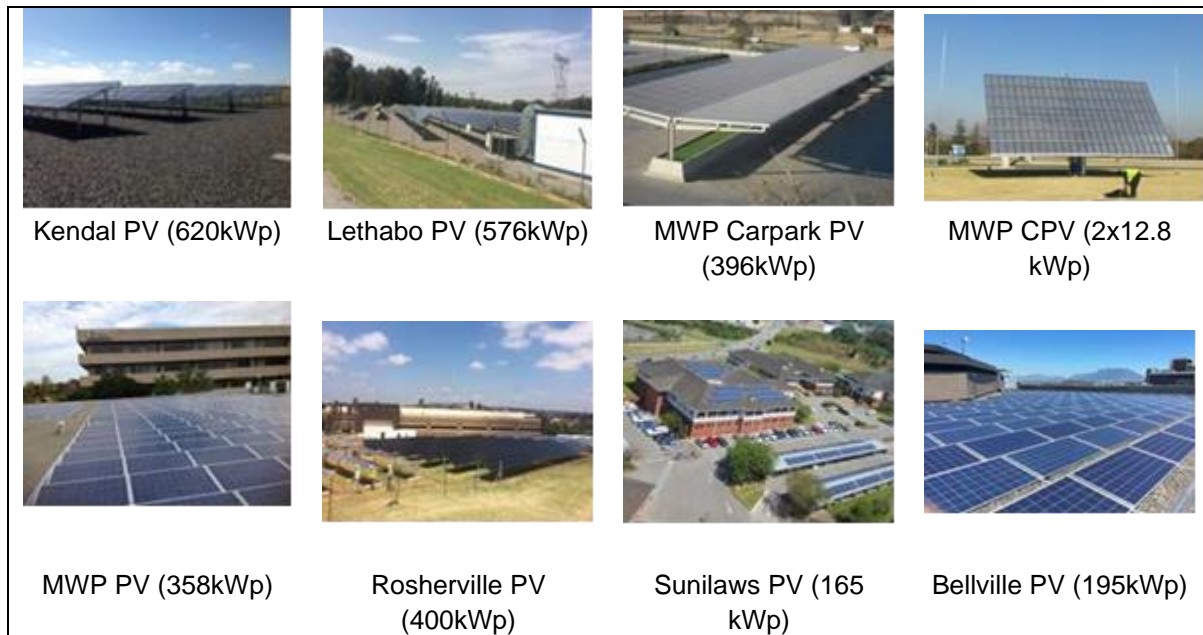 Kendal PV (620kWp)
Lethabo PV (576kWp)
MWP Carpark PV
(396kWp)
MWP CPV (2x12.8
kWp)
MWP PV (358kWp)
Rosherville PV
(400kWp)
Sunilaws PV (165
kWp)
Bellville PV (195kWp)